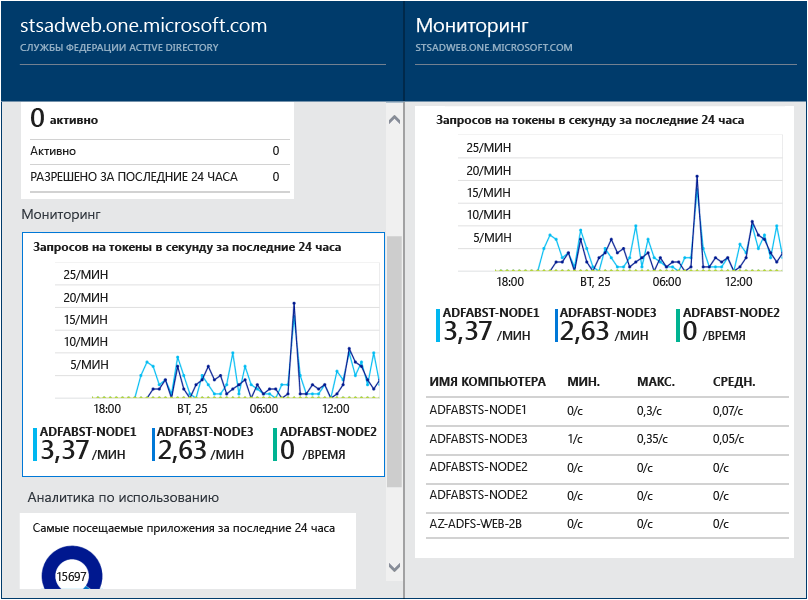 stsadweb.one.microsoft.com
СЛУЖБЫ ФЕДЕРАЦИИ ACTIVE DIRECTORY
0 активно
Активно 0
РАЗРЕШЕНО ЗА ПОСЛЕДНИЕ 24 ЧАСА 0
Мониторинг
Запросов на токены в секунду за последние 24 часа
25/МИН
20/МИН
15/МИН
10/МИН
5/МИН
18:00 ВТ, 25 06:00 12:00
ADFABST-NODE1 ADFABST-NODE3 ADFABST-NODE2
3,37 /МИН 2,63 /МИН 0 /ВРЕМЯ
Аналитика по использованию
Самые посещаемые приложения за последние 24 часа
15697
Мониторинг
STSADWEB.ONE.MICROSOFT.COM
Запросов на токены в секунду за последние 24 часа
25/МИН
20/МИН
15/МИН
10/МИН
5/МИН
18:00 ВТ, 25 06:00 12:00
ADFABST-NODE1 ADFABST-NODE3 ADFABST-NODE2
3,37 /МИН 2,63 /МИН 0 /ВРЕМЯ
ИМЯ КОМПЬЮТЕРА МИН. МАКС. СРЕДН.
ADFABSTS-NODE1 0/с 0,3/с 0,07/с
ADFABSTS-NODE3 1/с 0,35/с 0,05/с
ADFABSTS-NODE2 0/с 0/с 0/с
ADFABSTS-NODE2 0/с 0/с 0/с
AZ-ADFS-WEB-2B 0/с 0/с 0/с